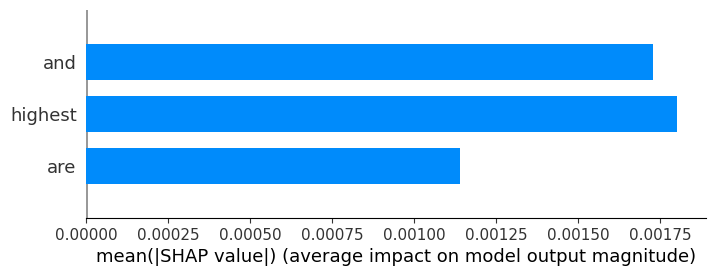 and
highest
are
0.00000 0.00025 0.00050 0.00075 0.00100 0.00125 0.00150 0.00175
mean(|SHAP value|) (average impact on model output magnitude)